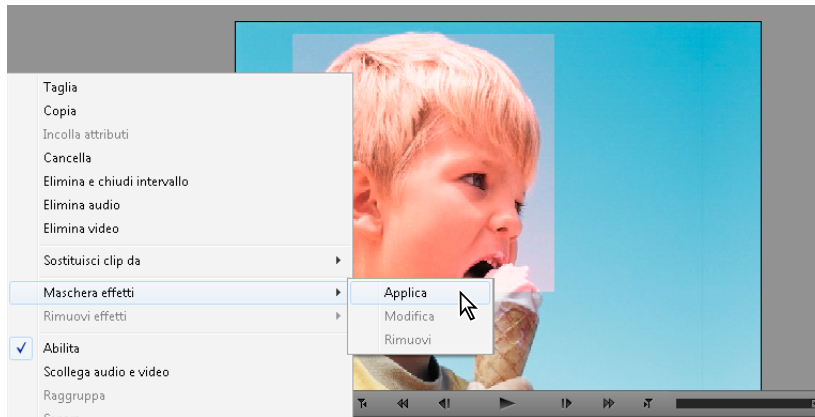 Taglia
Copia
Incolla attributi
Cancella
Elimina e chiudi intervallo
Elimina audio
Elimina video
Sostituisci clip da
Maschera effetti
Applica
Rimuovi effetti
Modifica
Rimuovi
Abilita
Scollega audio e video
Raggruppa